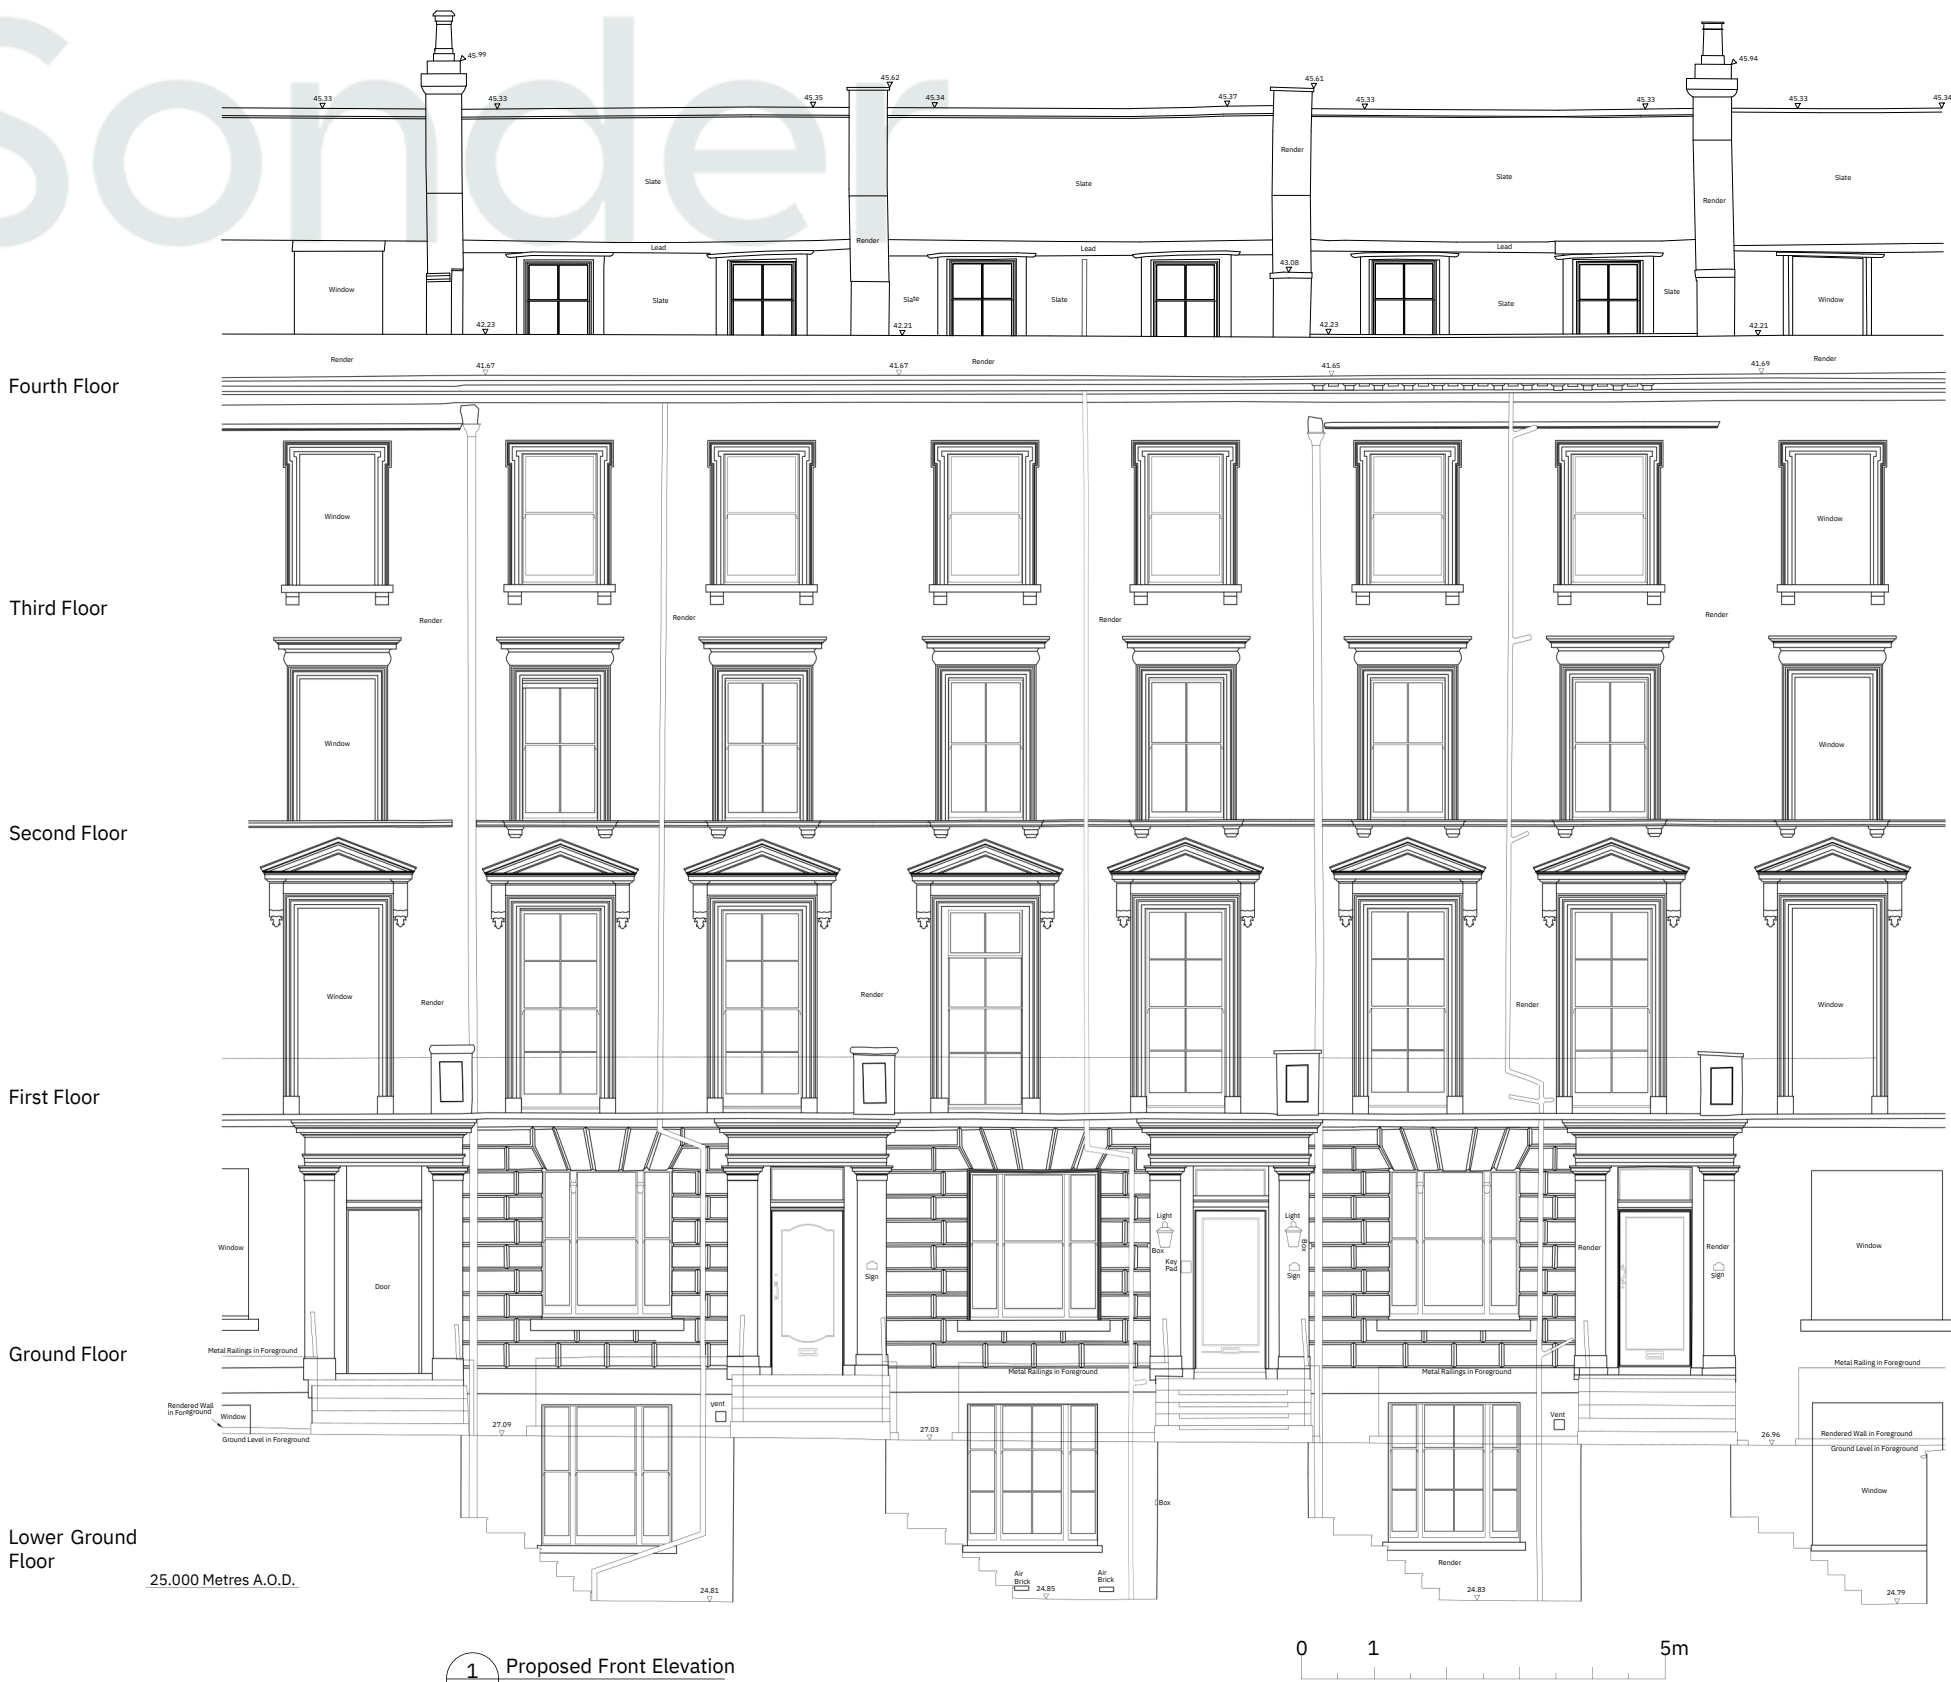 Sonder
45.99
45.94
45.62
45.61
45.33
45.33
45.35
45.34
45.37
45.33
45.33
45.33
45.34
Render
Slate
Slate
Slate
Slate
Render
Render
Lead
Lead
Lead
43.08
Window
Slate
Slate
Slate
Slate
Slate
Window
42.23
42.21
42.23
42.21
Render
Render
Render
41.67
41.67
41.65
41.69
Fourth Floor
Window
Window
Third Floor
Render
Render
Render
Render
Window
Window
Second Floor
Window
Render
Render
Render
Window
First Floor
Light
Light
Window
Box
Box
Render
Render
Window
Key
Pad
Door
Sign
Sign
Sign
Ground Floor
Metal Railings in Foreground
Metal Railings in Foreground
Metal Railings in Foreground
Metal Railing in Foreground
Rendered Wall
in Foreground
Window
Vent
Vent
27.09
27.03
26.96
Rendered Wall in Foreground
Ground Level in Foreground
Ground Level in Foreground
Window
Box
Lower Ground
Floor
Render
25.000 Metres A.O.D.
Air
Brick
Air
Brick
24.81
24.85
24.83
24.79
1
Proposed Front Elevation
0 1 5m